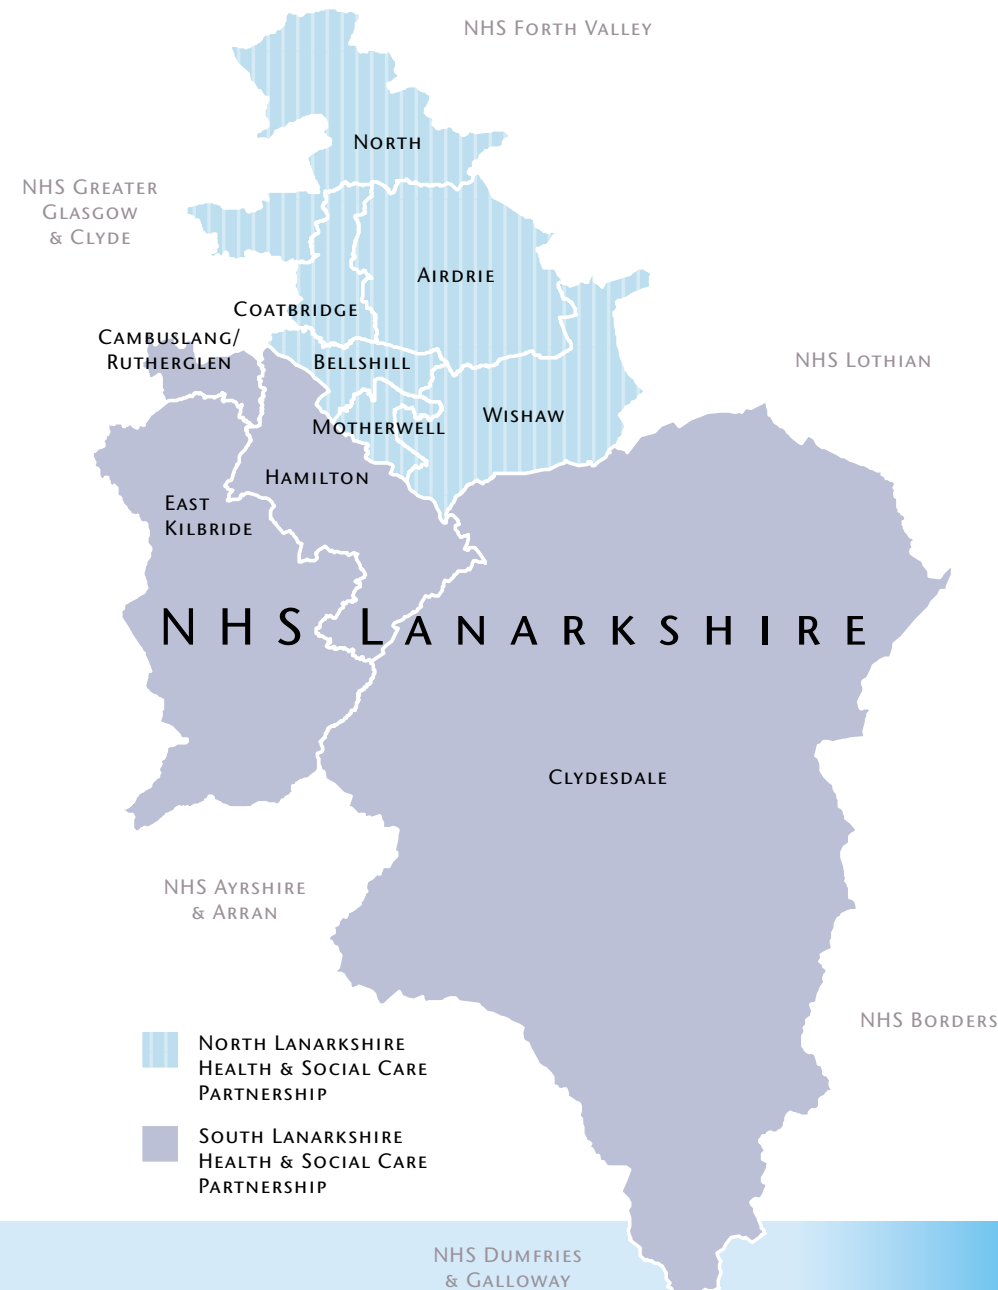 NHS Forth Valley
North
NHS Greater
Glasgow
& Clyde
Airdrie
Coatbridge
Cambuslang/
Rutherglen
Bellshill
NHS Lothian
Wishaw
Motherwell
Hamilton
East
Kilbride
NHS Lanarkshire
Clydesdale
NHS Ayrshire
& Arran
NHS Borders
North Lanarkshire
Health & Social Care
Partnership
South Lanarkshire
Health & Social Care
Partnership
NHS Dumfries
& Galloway